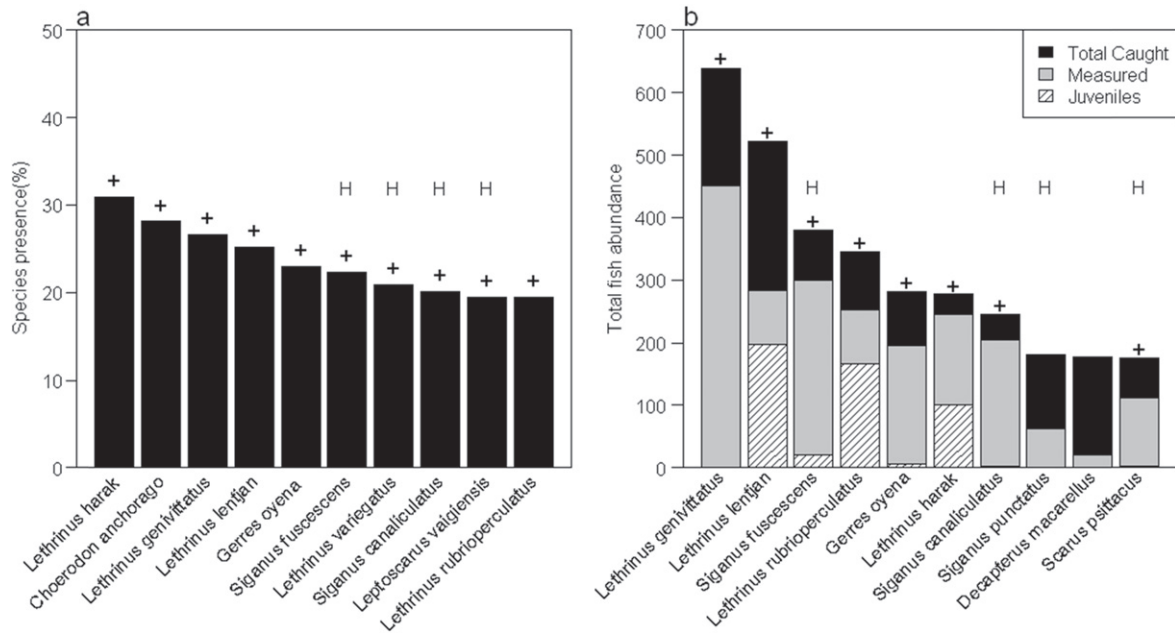 a
50
40
30
20
10
0
Species presence(%)
+ + + + + + + + + +
H H H H
Lethrinus harak
Choerodon anchorago
Lethrinus genivittatus
Lethrinus lentjan
Gerres oyena
Siganus fuscescens
Lethrinus variegatus
Siganus canaliculatus
Leptoscarus vaigiensis
Lethrinus rubrioperculatus
b
700
600
500
400
300
200
100
0
Total fish abundance
Total Caught
Measured
Juveniles
+ + + + + + + +
H H H H
Lethrinus genivittatus
Lethrinus lentjan
Siganus fuscescens
Lethrinus rubrioperculatus
Gerres oyena
Lethrinus harak
Siganus canaliculatus
Siganus punctatus
Decapterus macarellus
Scarus psittacus